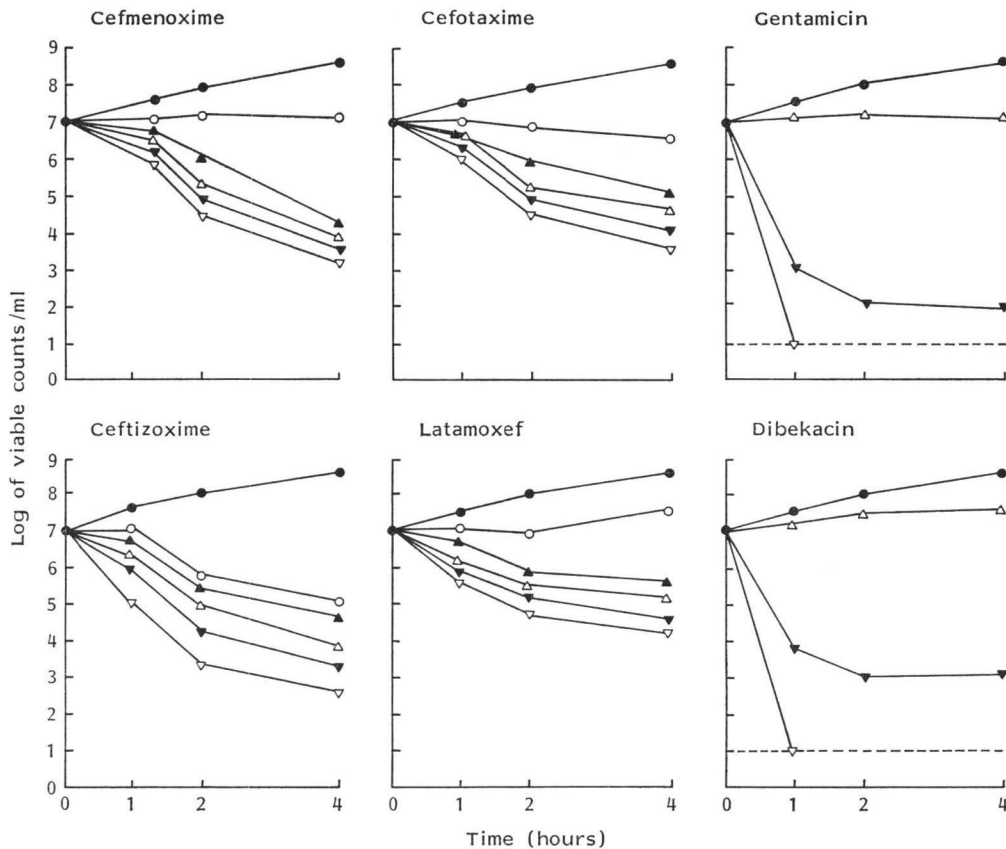 Cefmenoxime
Cefotaxime
Gentamicin
9
8
7
6
5
4
3
2
1
0
Ceftizoxime
Latamoxef
Dibekacin
9
8
7
6
5
4
3
2
1
0
Log of viable counts/ml
0 1 2 4
0 1 2 4
0 1 2 4
Time (hours)